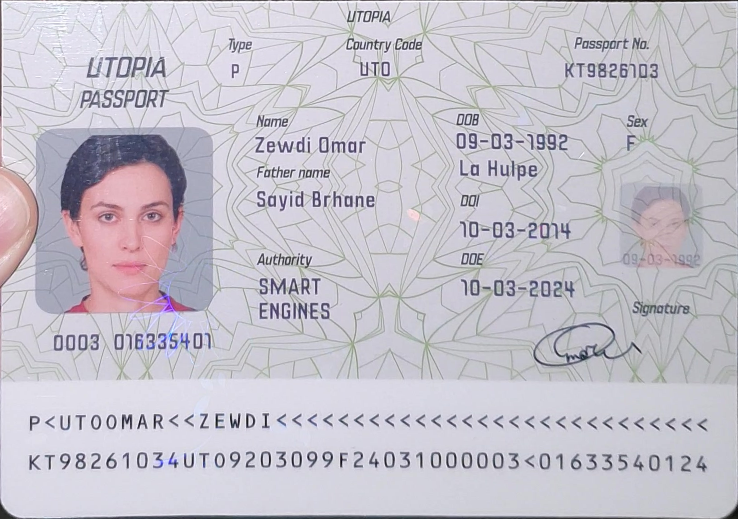 UTOPIA
UTOPIA
PASSPORT
Type
P
Country Code
UTO
Passport No.
KT9826103
Name
Zewdi Omar
DOB
09-03-1992
Sex
F
La Hulpe
Father name
Sayid Brhane
DOI
10-03-2014
Authority
SMART
ENGINES
DOE
10-03-2024
09-03-1992
Signature
Omar
0003 016335401
P<UTOOMAR<<ZEWDI<<<<<<<<<<<<<<<<<<<<<<<<<<<<
KT98261034UTO9203099F24031000003<01633540124